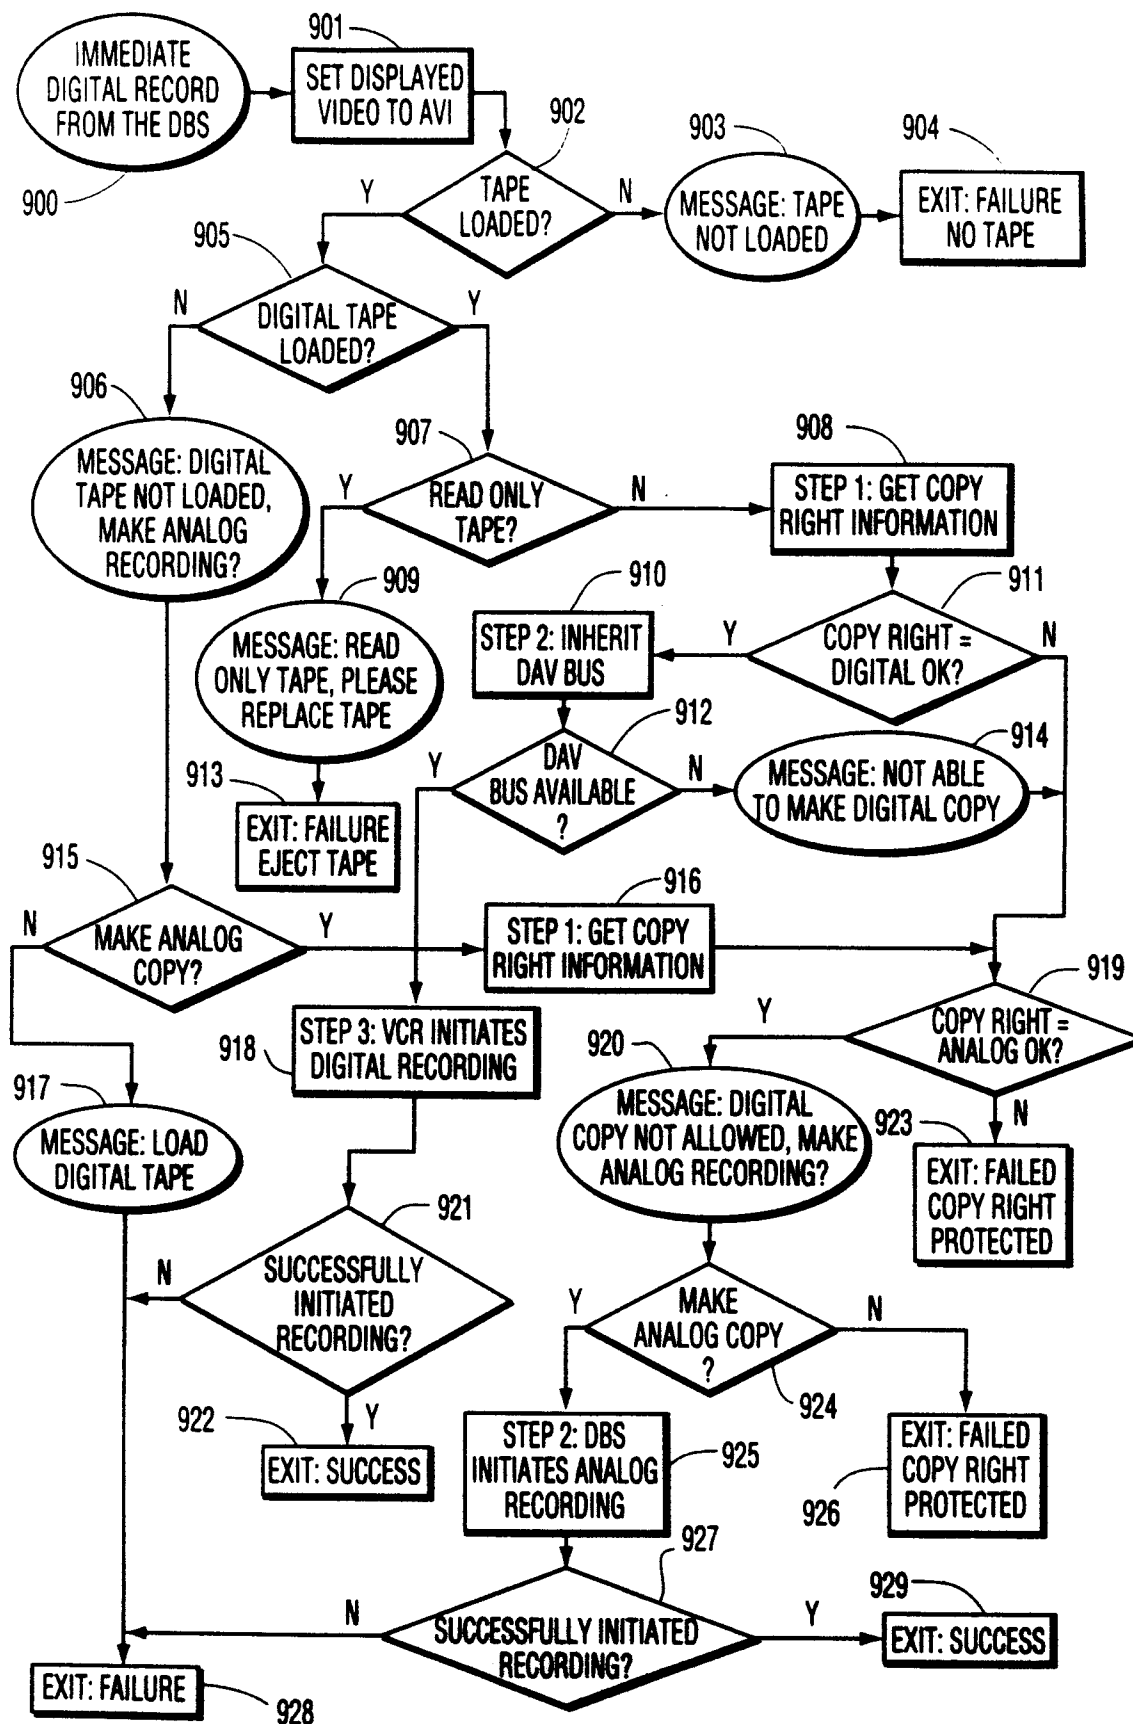 901
IMMEDIATE
DIGITAL RECORD
FROM THE DBS
900
SET DISPLAYED
VIDEO TO AVI
902
TAPE
LOADED?
Y
N
903
MESSAGE: TAPE
NOT LOADED
904
EXIT: FAILURE
NO TAPE
905
DIGITAL TAPE
LOADED?
N
Y
906
MESSAGE: DIGITAL
TAPE NOT LOADED,
MAKE ANALOG
RECORDING?
907
READ ONLY
TAPE?
Y
N
908
STEP 1: GET COPY
RIGHT INFORMATION
909
MESSAGE: READ
ONLY TAPE, PLEASE
REPLACE TAPE
910
STEP 2: INHERIT
DAV BUS
911
COPY RIGHT =
DIGITAL OK?
Y
N
912
DAV
BUS AVAILABLE
?
Y
N
914
MESSAGE: NOT ABLE
TO MAKE DIGITAL COPY
913
EXIT: FAILURE
EJECT TAPE
915
MAKE ANALOG
COPY?
N
Y
916
STEP 1: GET COPY
RIGHT INFORMATION
919
COPY RIGHT =
ANALOG OK?
Y
N
918
STEP 3: VCR INITIATES
DIGITAL RECORDING
920
MESSAGE: DIGITAL
COPY NOT ALLOWED, MAKE
ANALOG RECORDING?
917
MESSAGE: LOAD
DIGITAL TAPE
923
EXIT: FAILED
COPY RIGHT
PROTECTED
921
SUCCESSFULLY
INITIATED
RECORDING?
N
Y
922
EXIT: SUCCESS
MAKE
ANALOG COPY
?
Y
N
924
STEP 2: DBS
INITIATES ANALOG
RECORDING
925
EXIT: FAILED
COPY RIGHT
PROTECTED
926
927
SUCCESSFULLY INITIATED
RECORDING?
N
Y
929
EXIT: SUCCESS
EXIT: FAILURE
928